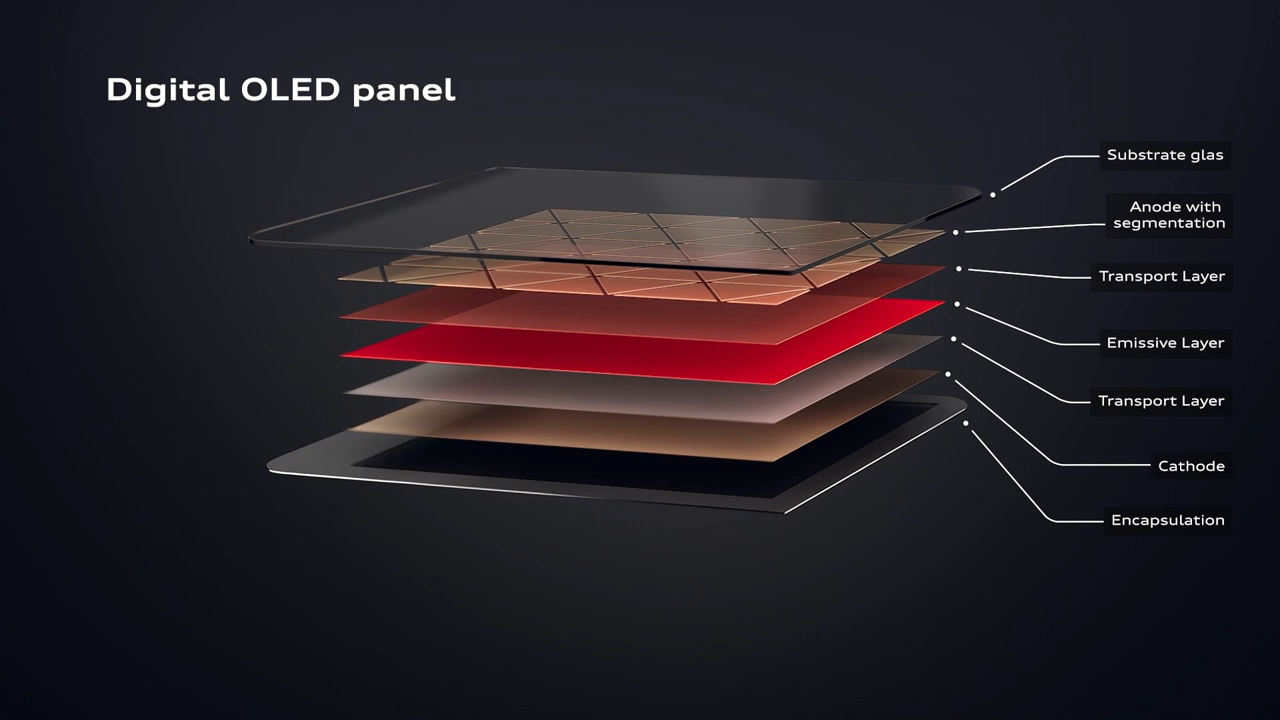 Digital OLED panel
Substrate glas
Anode with
segmentation
Transport Layer
Emissive Layer
Transport Layer
Cathode
Encapsulation